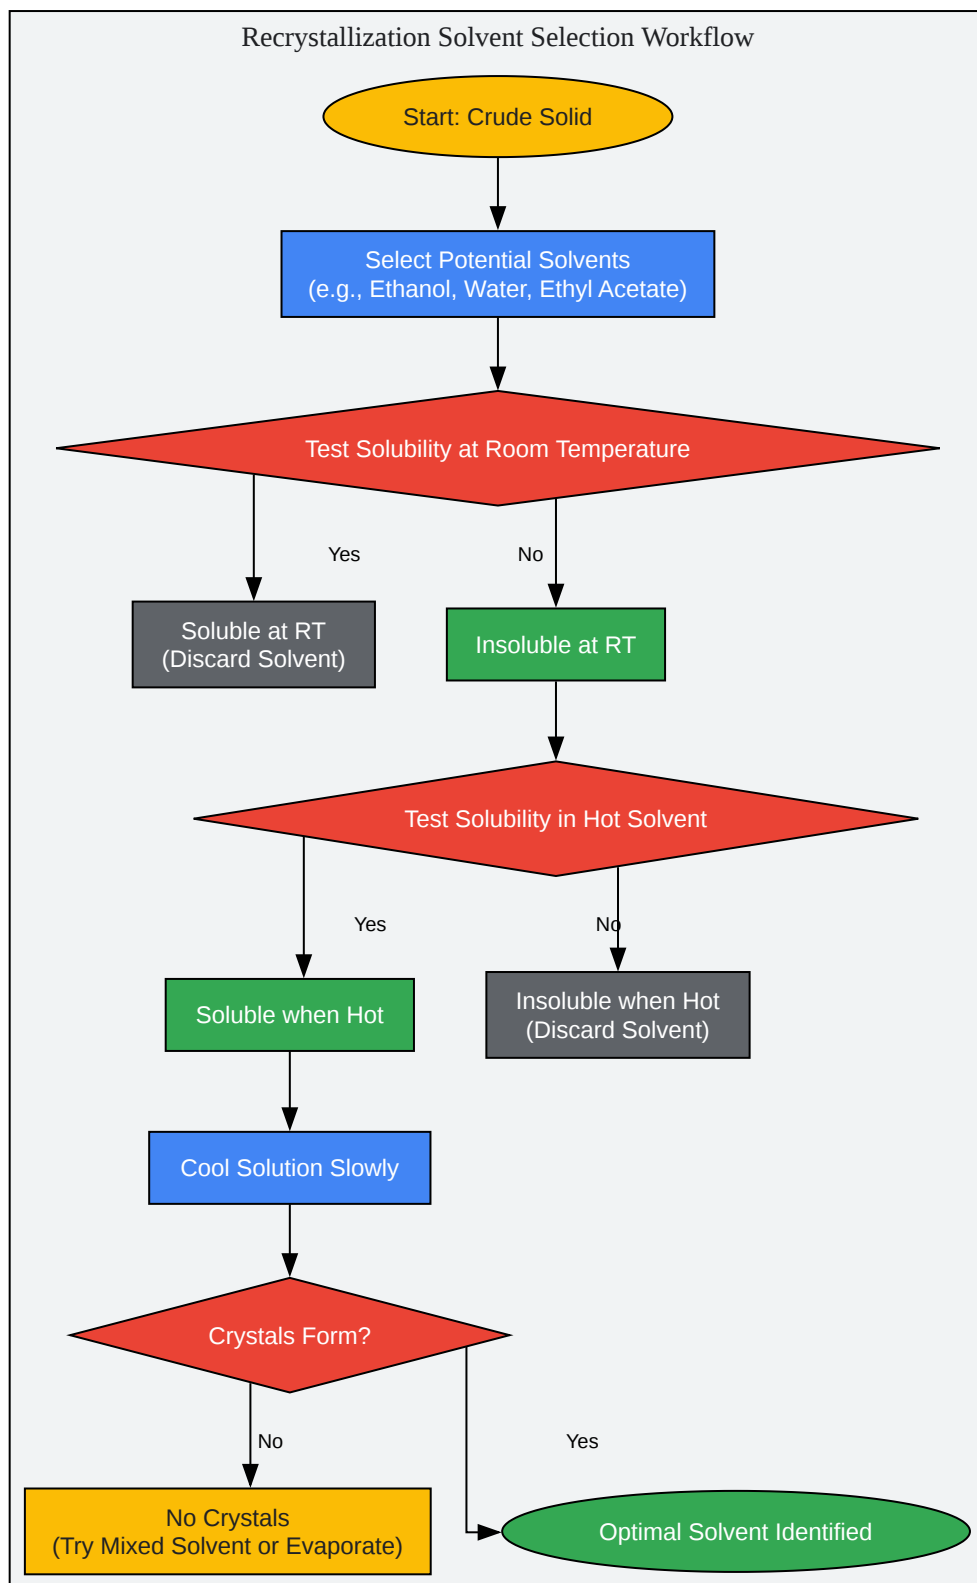 Recrystallization Solvent Selection Workflow
Start: Crude Solid
Select Potential Solvents
(e.g., Ethanol, Water, Ethyl Acetate)
Test Solubility at Room Temperature
Yes
No
Soluble at RT
(Discard Solvent)
Insoluble at RT
Test Solubility in Hot Solvent
Yes
No
Soluble when Hot
Insoluble when Hot
(Discard Solvent)
Cool Solution Slowly
Crystals Form?
No
Yes
No Crystals
(Try Mixed Solvent or Evaporate)
Optimal Solvent Identified